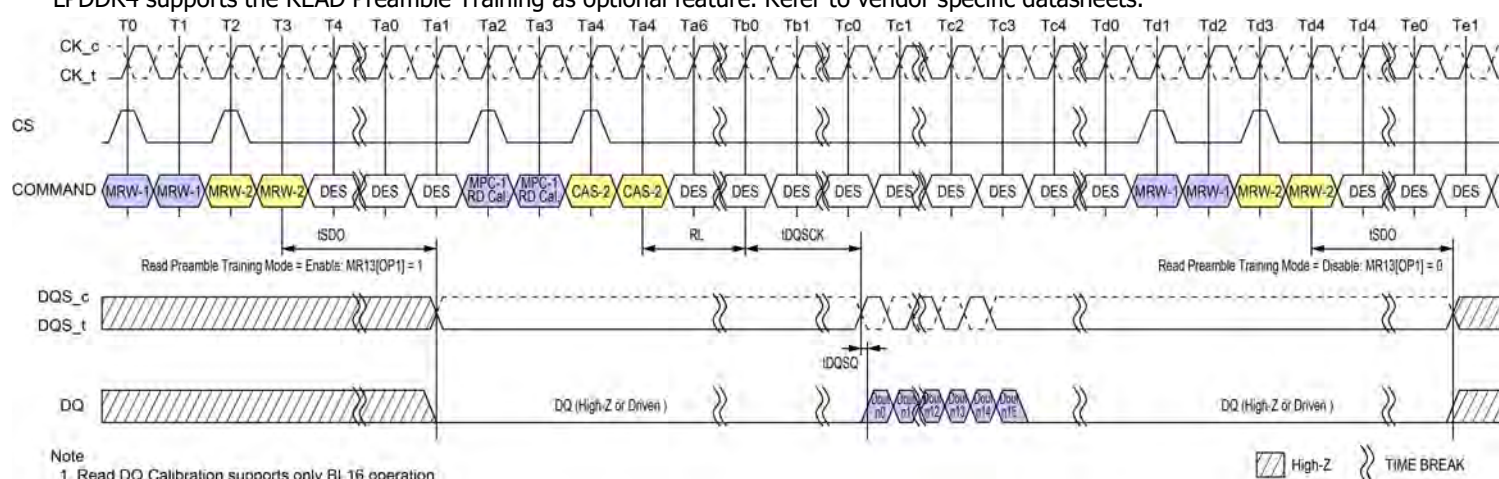 LPDDR4 supports the READ Preamble Training as optional feature. Refer to vendor specific datasheets.
T0 T1 T2 T3 T4 Ta0 Ta1 Ta2 Ta3 Ta4 Ta6 Tb0 Tb1 Tc0 Tc1 Tc2 Tc3 Tc4 Td0 Td1 Td2 Td3 Td4 Td4 Te0 Te1
CK_c
CK_t
CS
COMMAND MRW-1 MRW-1 MRW-2 MRW-2 DES DES DES MPC-1 RD Cal. MPC-1 RD Cal. CAS-2 CAS-2 DES DES DES DES DES DES DES DES DES MRW-1 MRW-1 MRW-2 MRW-2 DES DES DES
tSDO RL tDQSCK tSDO
Read Preamble Training Mode = Enable: MR13[OP1] = 1 Read Preamble Training Mode = Disable: MR13[OP1] = 0
DQS_c
DQS_t
tDQSQ
DQ DQ (High-Z or Driven ) Dout n0 Dout n1 Dout n12 Dout n13 Dout n14 Dout n15 DQ (High-Z or Driven )
Note
1. Read DQ Calibration supports only BL16 operation
High-Z TIME BREAK